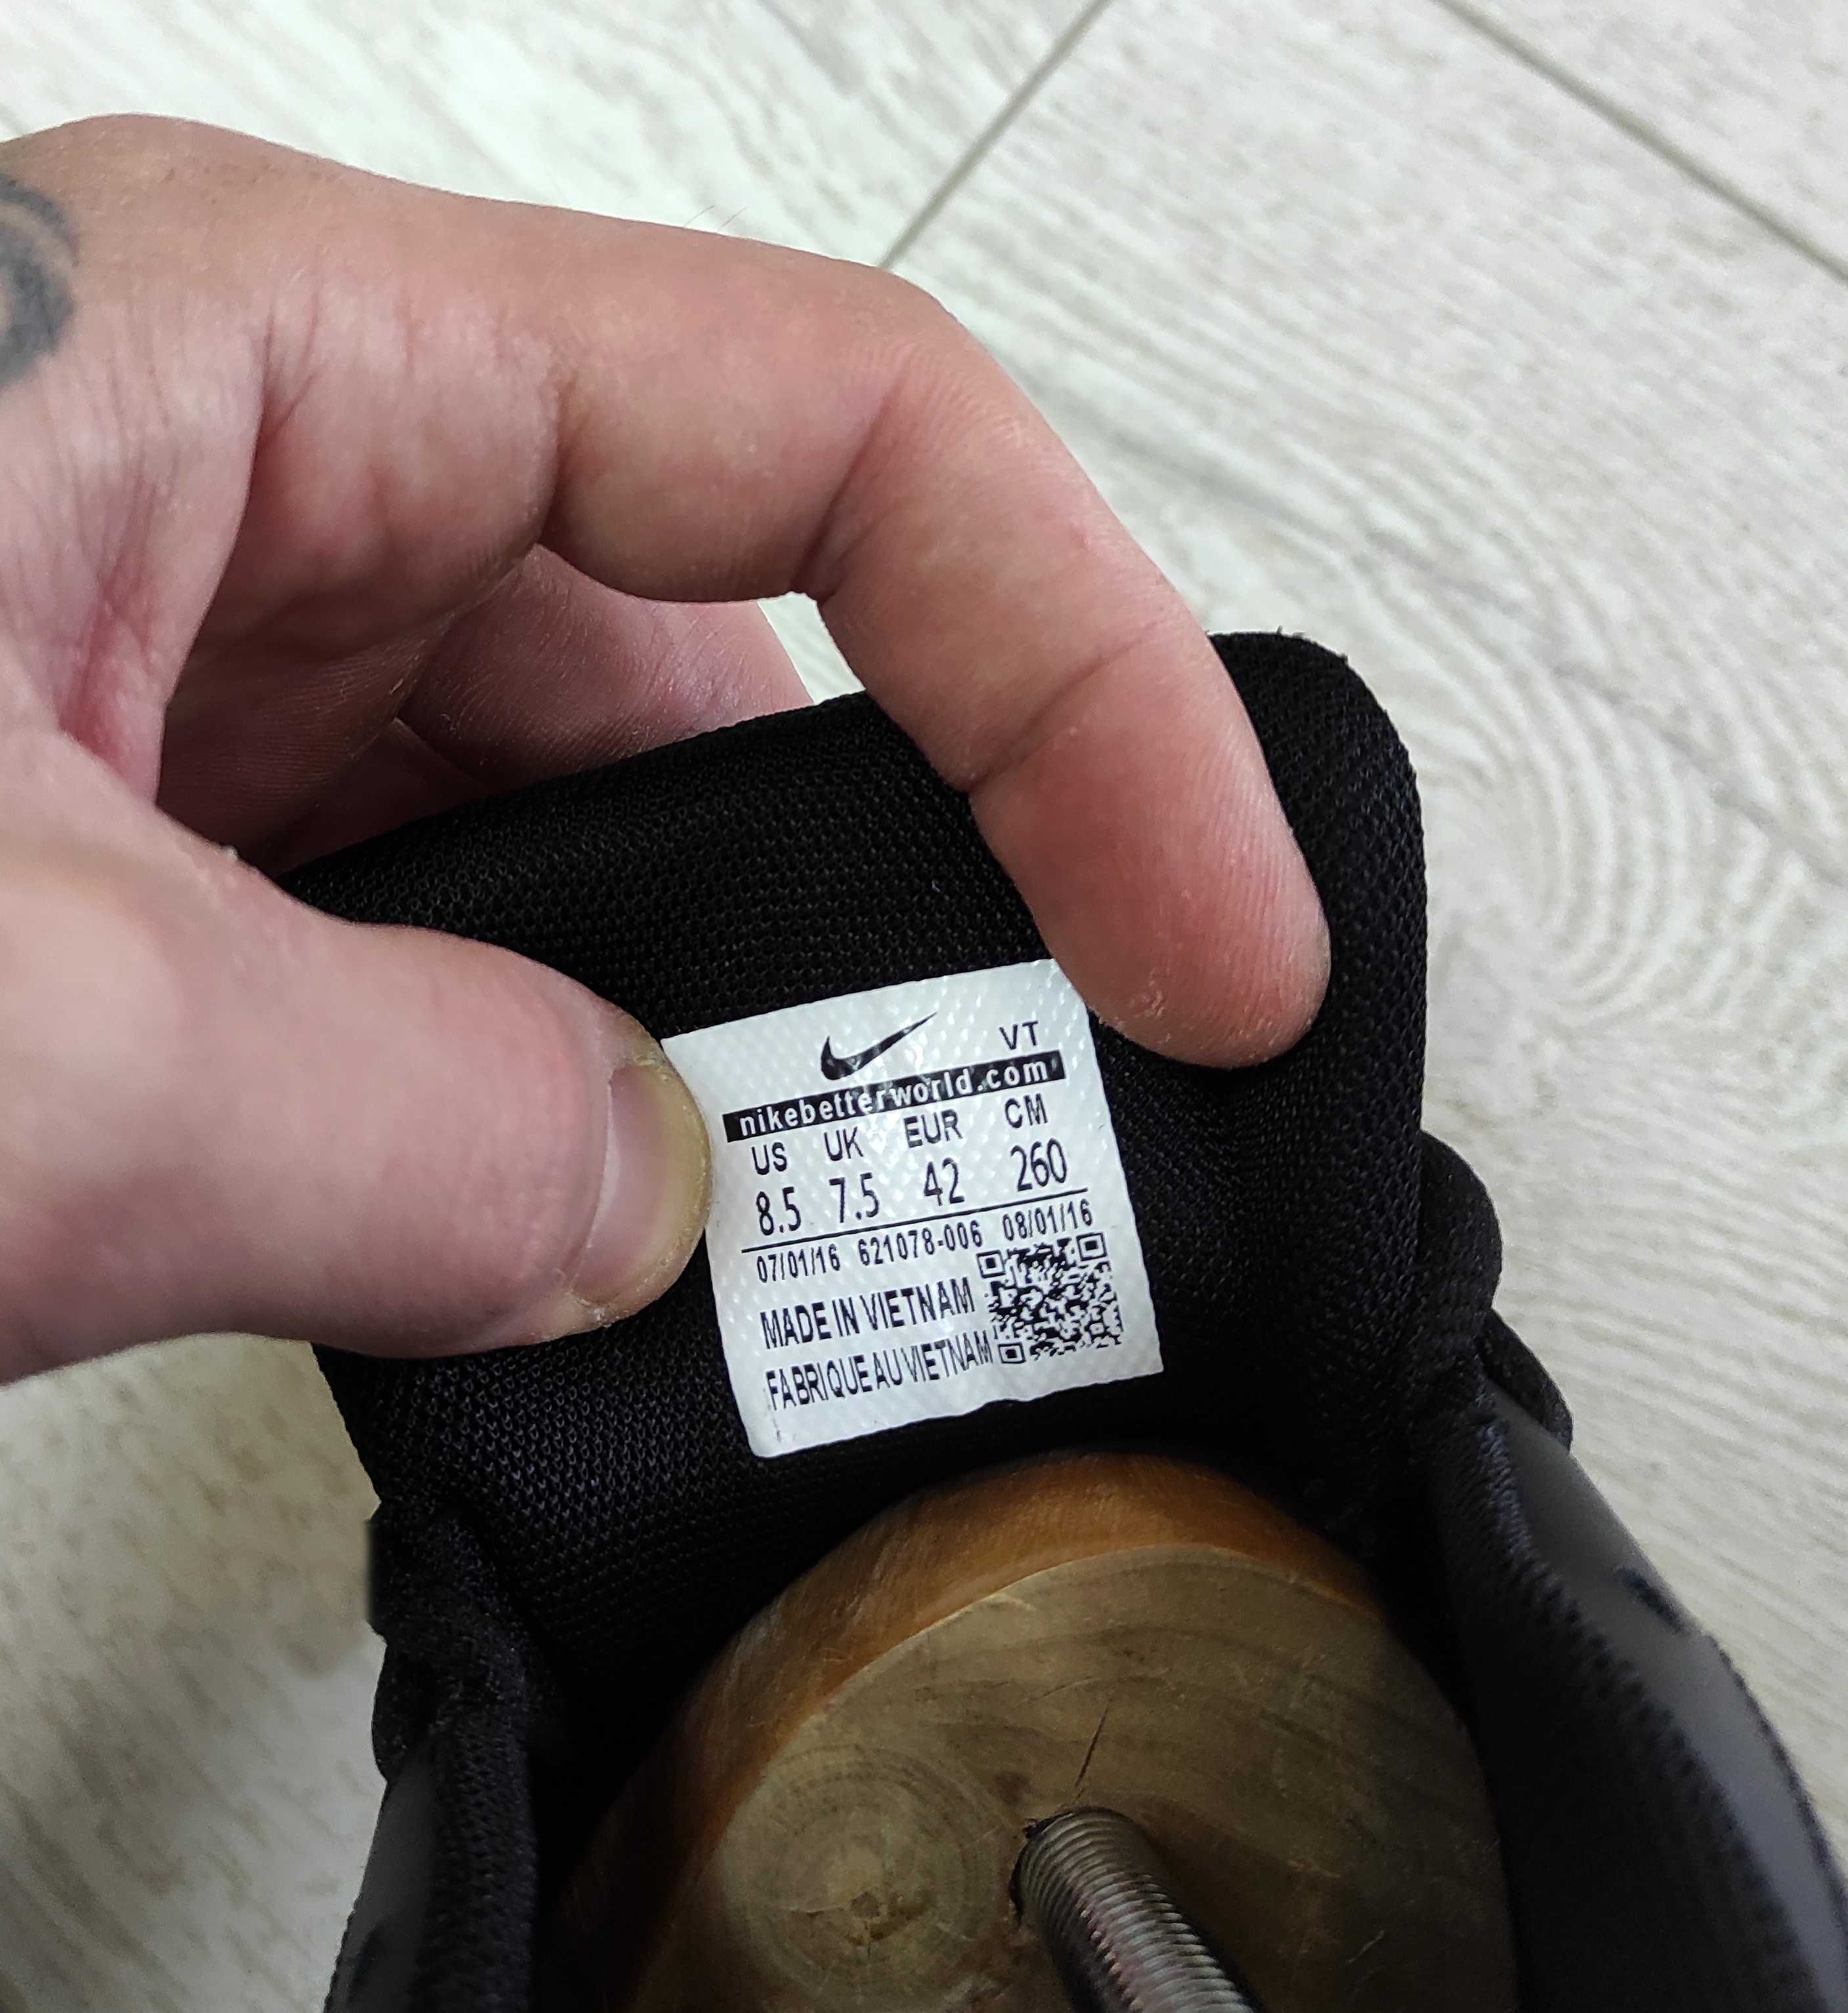 VT
nikebetterworld.com
US UK EUR CM
8.5 7.5 42 260
07/01/16 621078-006 08/01/16
MADE IN VIETNAM
FABRIQUE AU VIETNAM